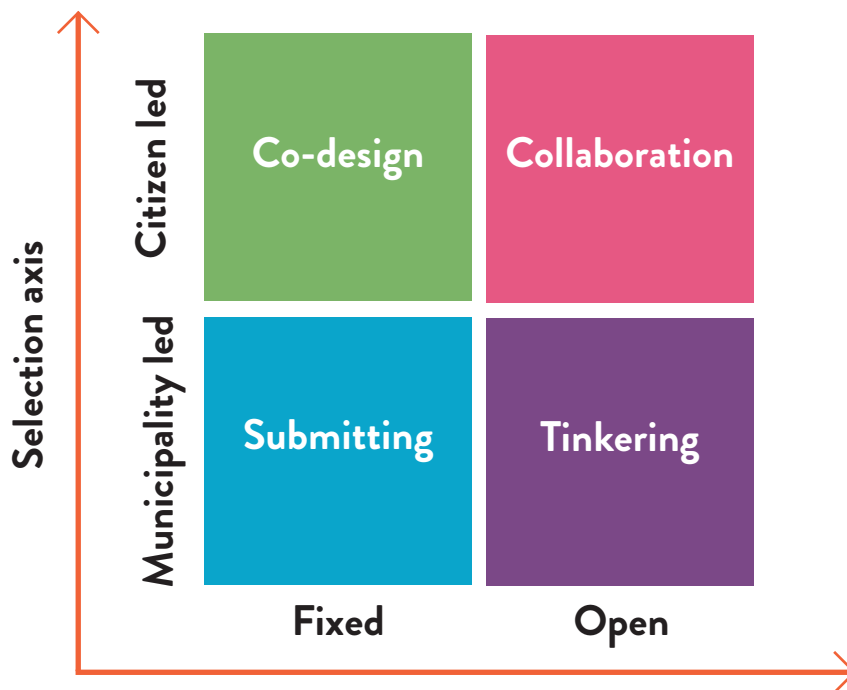 Selection axis
Citizen led
Municipality led
Co-design
Collaboration
Submitting
Tinkering
Fixed
Open